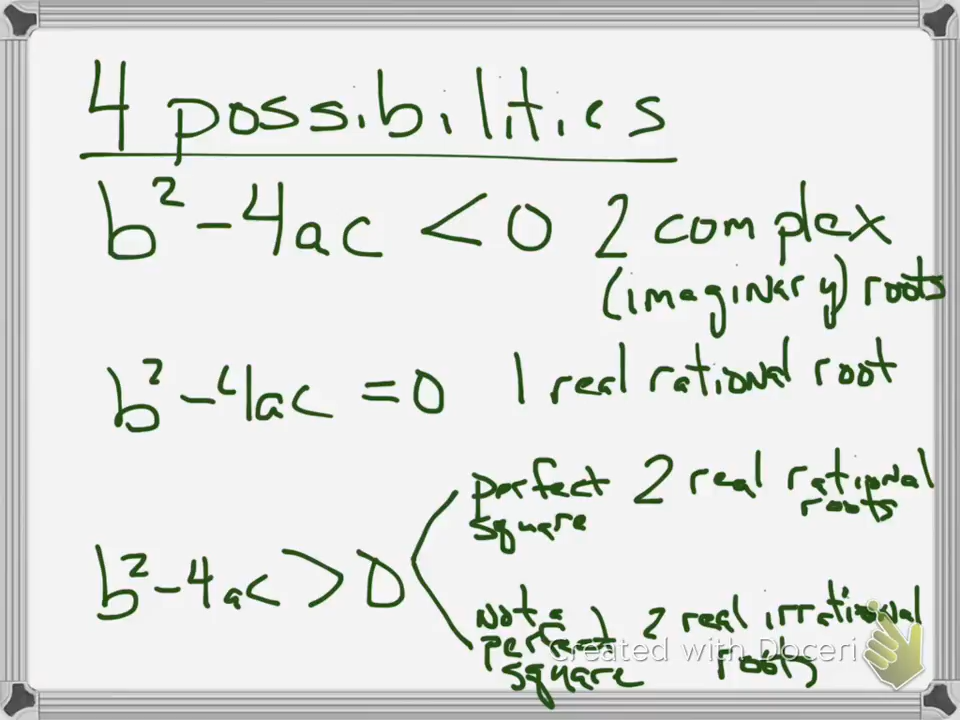 4 possibilities
b² - 4ac < 0 2 complex
(imaginary) roots
b² - 4ac = 0 1 real rational root
perfect square 2 real rational roots
b² - 4ac > 0
Not a perfect square 2 real irrational roots
created with Doceri